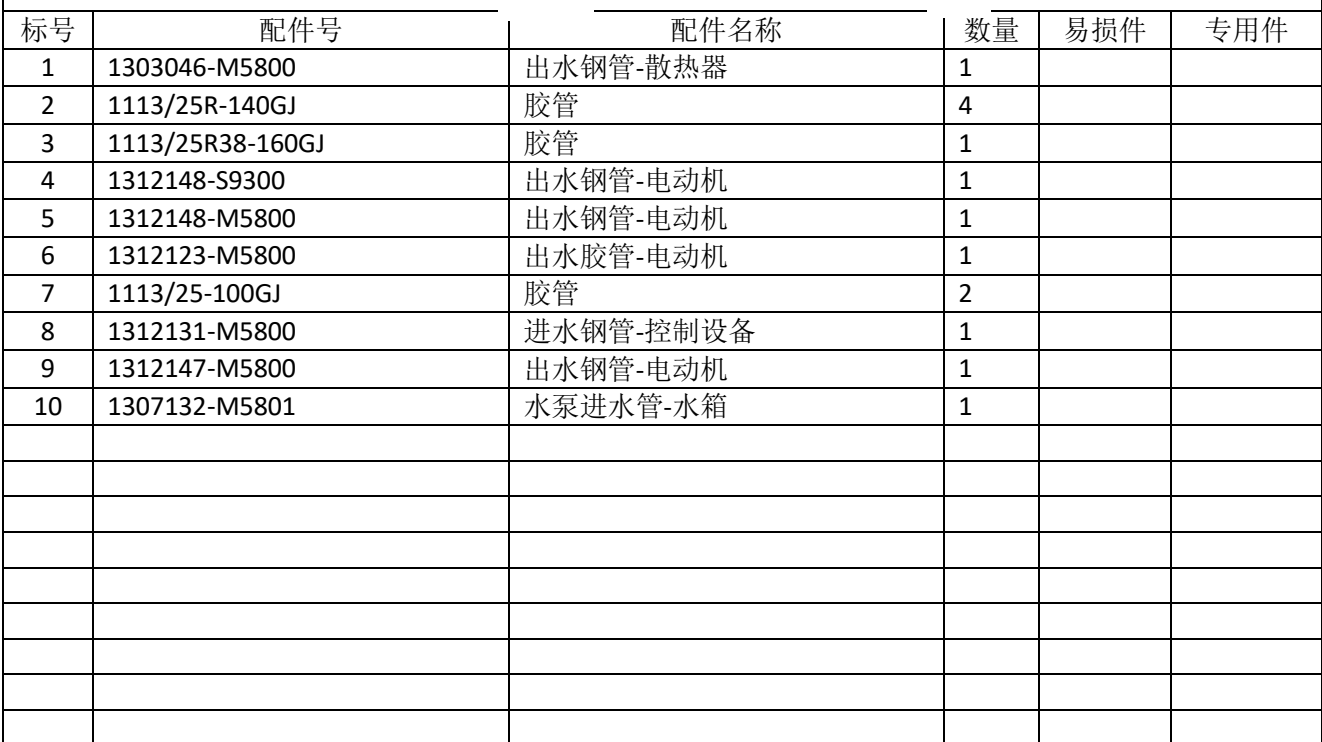 标号 配件号 配件名称 数量 易损件 专用件
1 1303046-M5800 出水钢管-散热器 1
2 1113/25R-140GJ 胶管 4
3 1113/25R38-160GJ 胶管 1
4 1312148-S9300 出水钢管-电动机 1
5 1312148-M5800 出水钢管-电动机 1
6 1312123-M5800 出水胶管-电动机 1
7 1113/25-100GJ 胶管 2
8 1312131-M5800 进水钢管-控制设备 1
9 1312147-M5800 出水钢管-电动机 1
10 1307132-M5801 水泵进水管-水箱 1